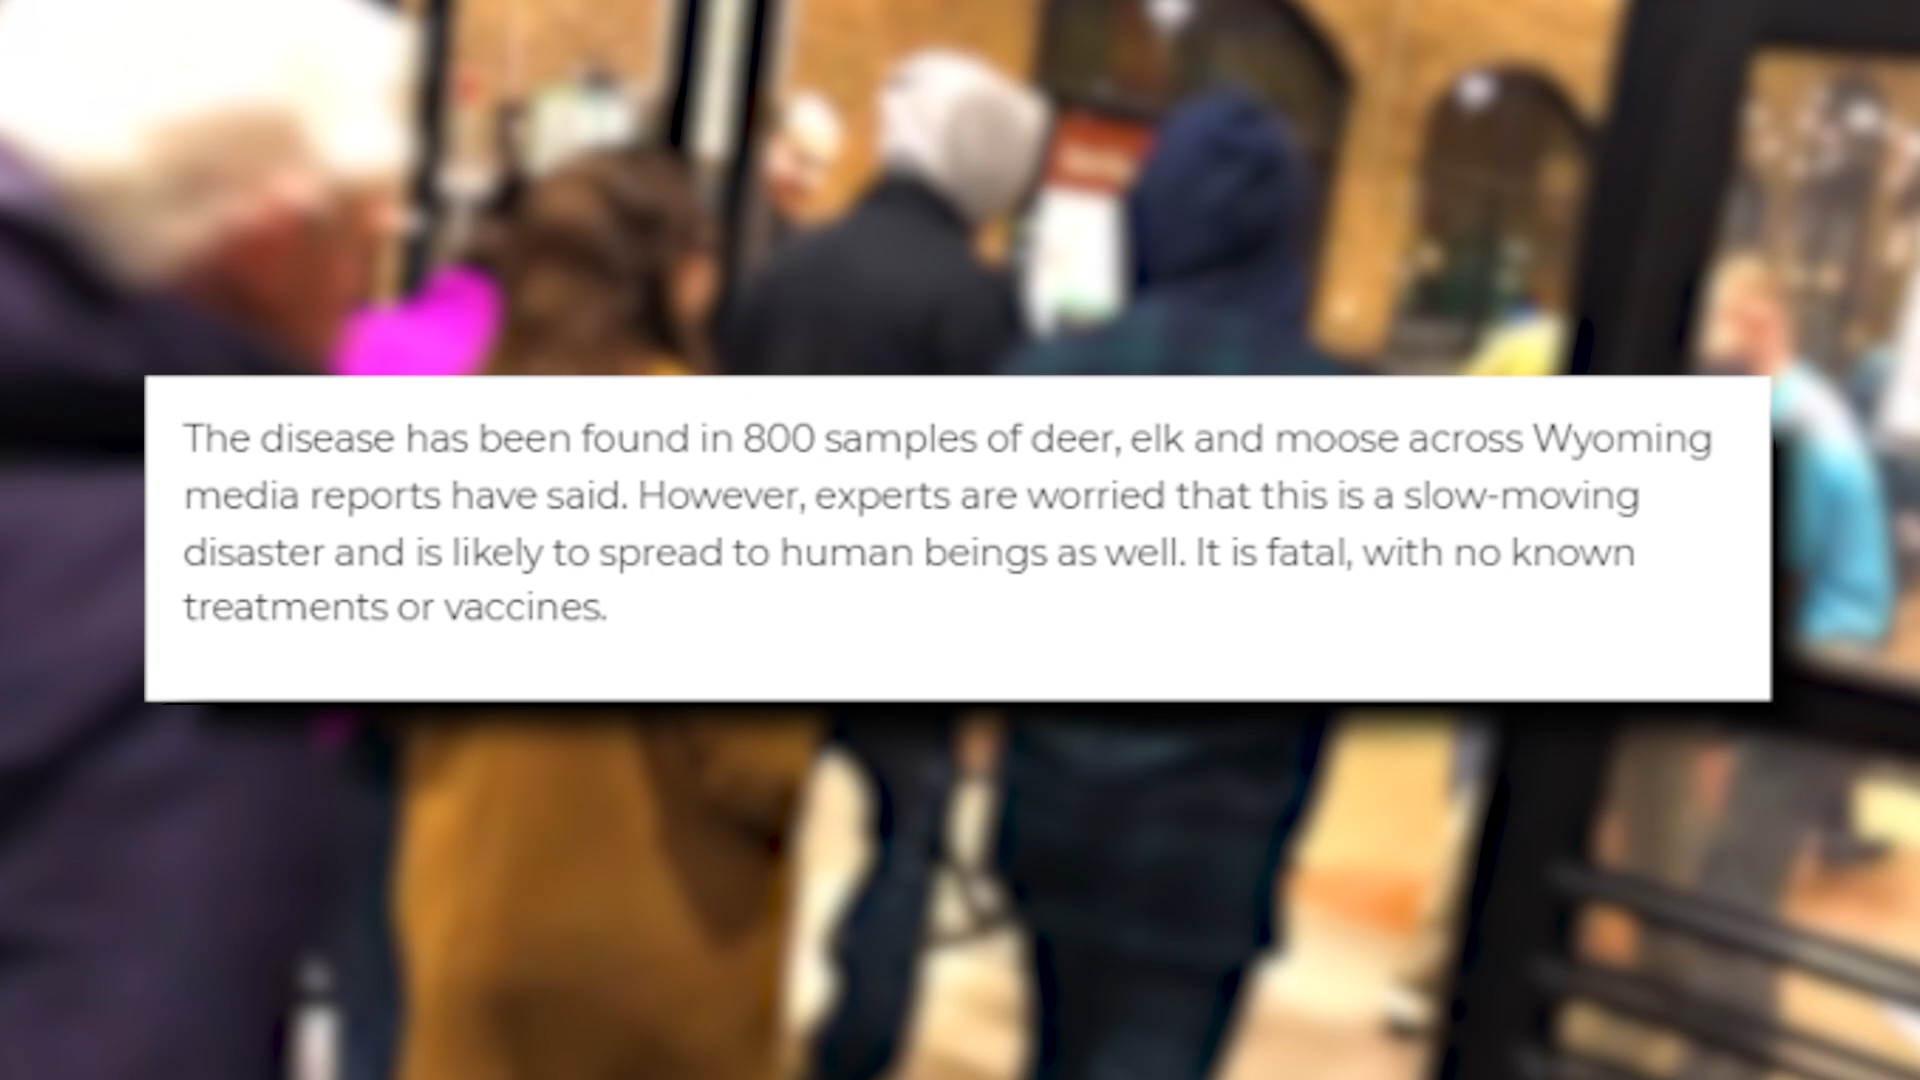 The disease has been found in 800 samples of deer, elk and moose across Wyoming
media reports have said. However, experts are worried that this is a slow-moving
disaster and is likely to spread to human beings as well. It is fatal, with no known
treatments or vaccines.